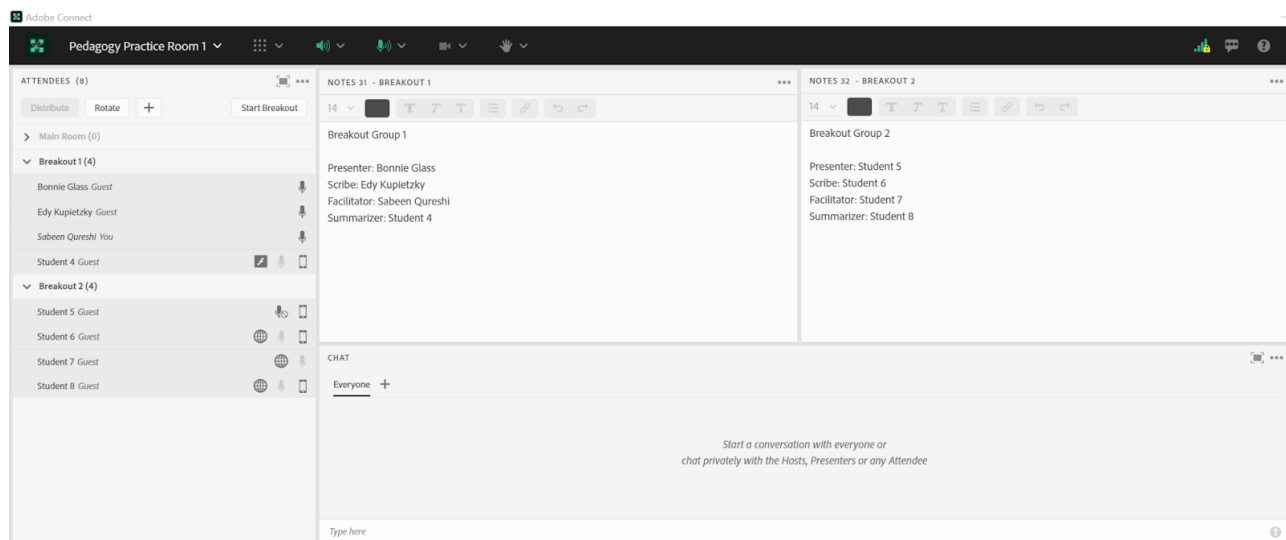 Adobe Connect
Pedagogy Practice Room 1
ATTENDEES (8)
Distribute Rotate + Start Breakout
Main Room (0)
Breakout 1 (4)
Bonnie Glass Guest
Edy Kupietzky Guest
Sabeen Qureshi You
Student 4 Guest
Breakout 2 (4)
Student 5 Guest
Student 6 Guest
Student 7 Guest
Student 8 Guest
NOTES 31 - BREAKOUT 1
14 T T T
Breakout Group 1
Presenter: Bonnie Glass
Scribe: Edy Kupietzky
Facilitator: Sabeen Qureshi
Summarizer: Student 4
NOTES 32 - BREAKOUT 2
14 T T T
Breakout Group 2
Presenter: Student 5
Scribe: Student 6
Facilitator: Student 7
Summarizer: Student 8
CHAT
Everyone +
Start a conversation with everyone or
chat privately with the Hosts, Presenters or any Attendee
Type here